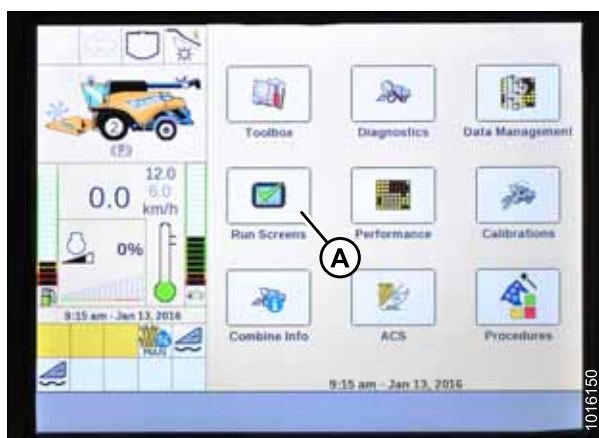 Toolbox Diagnostics Data Management
2
(P)
12.0
0.0 6.0
km/h
Run Screens Performance Calibrations
A
0%
9:15 am - Jan 13, 2016
Combine Info ACS Procedures
MAN
9:15 am - Jan 13, 2016
1016150